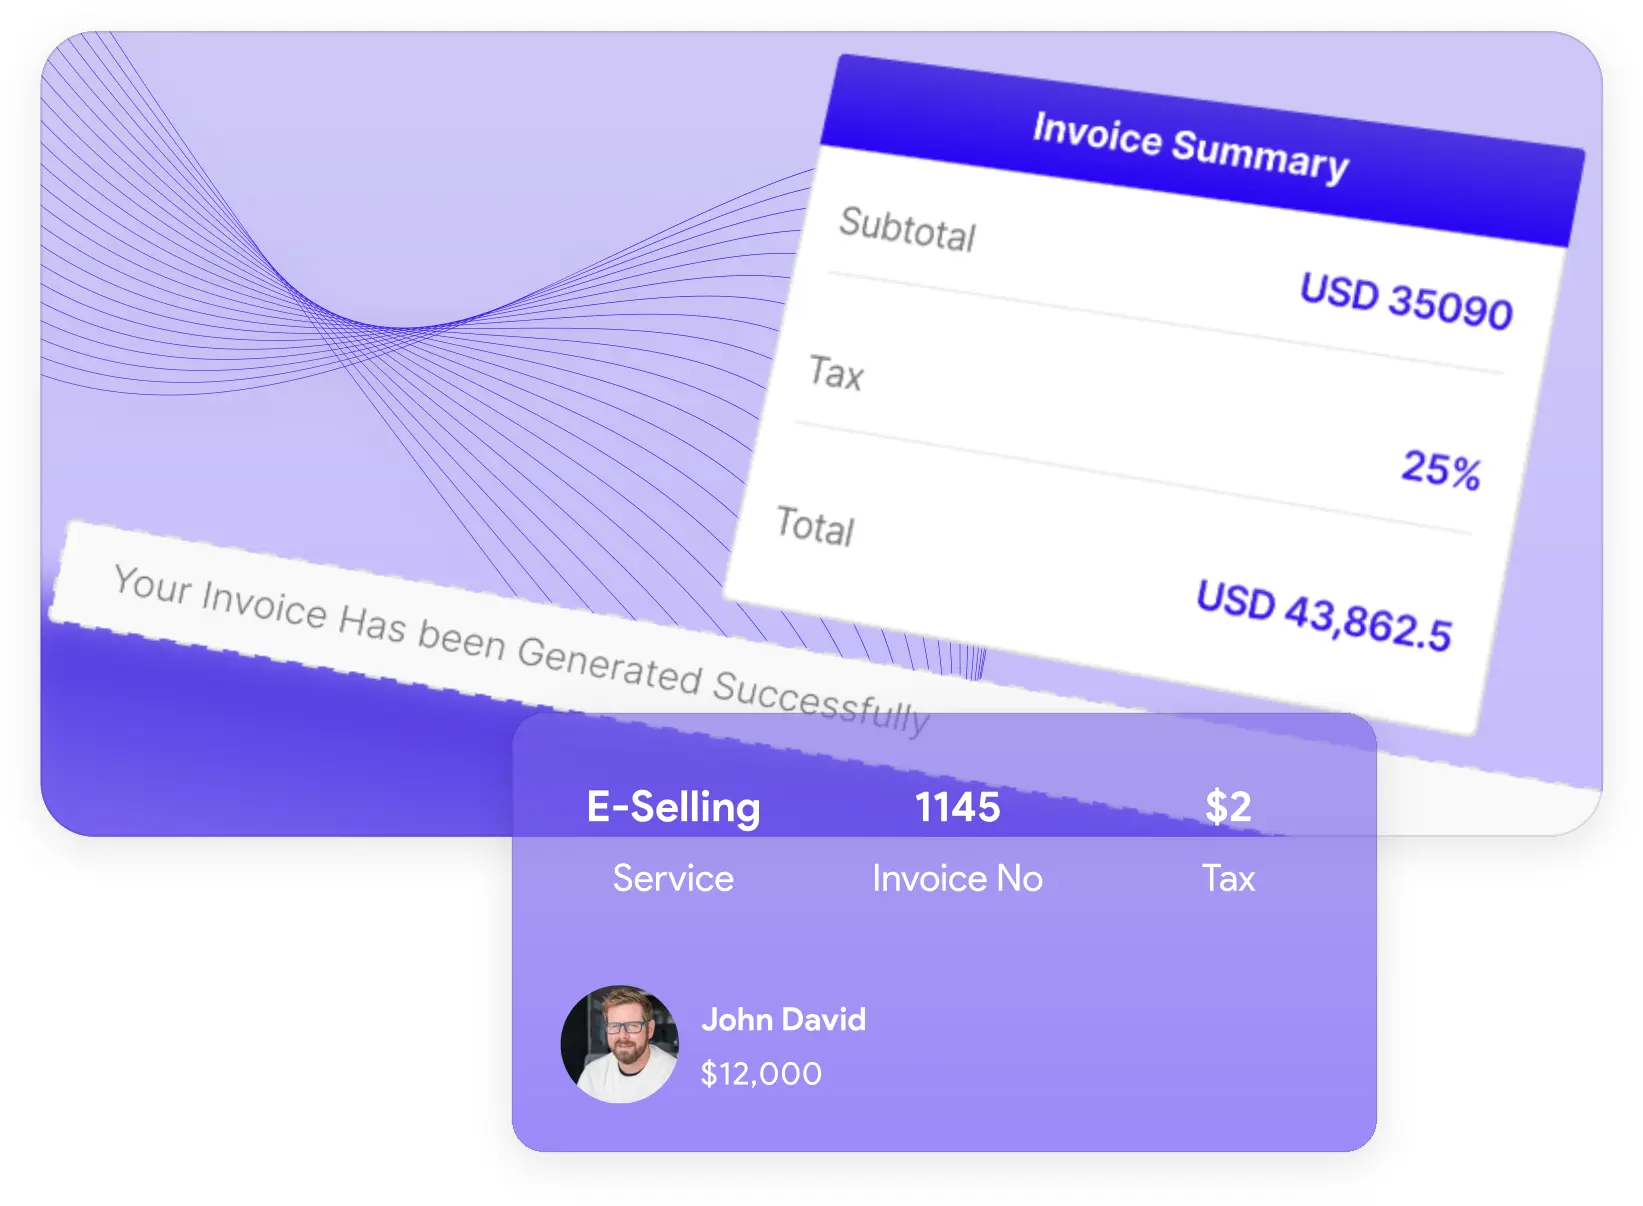 Invoice Summary
Subtotal
USD 35090
Tax
25%
Total
USD 43,862.5
Your Invoice Has been Generated Successfully
E-Selling 1145 $2
Service Invoice No Tax
John David
$12,000